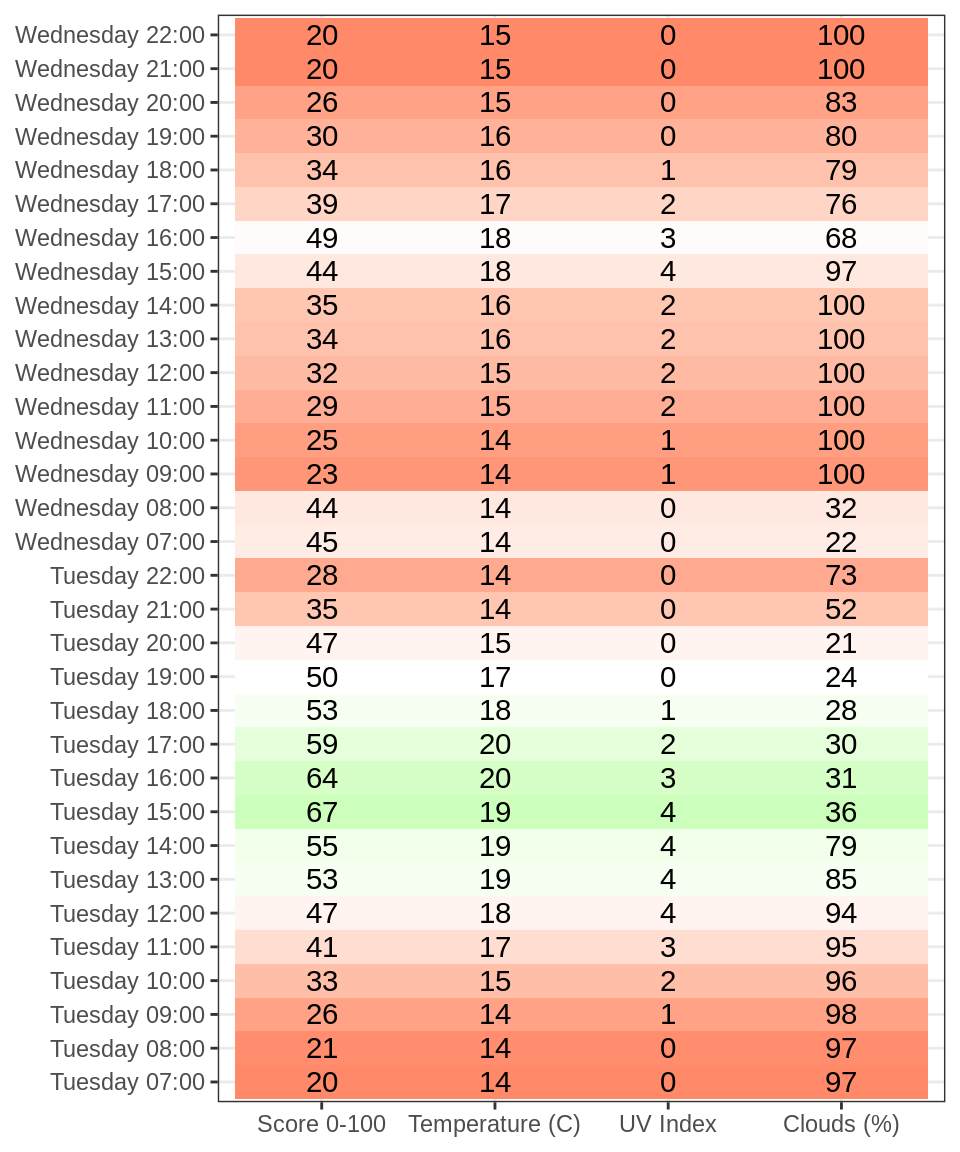 Wednesday 22:00 20 15 0 100
Wednesday 21:00 20 15 0 100
Wednesday 20:00 26 15 0 83
Wednesday 19:00 30 16 0 80
Wednesday 18:00 34 16 1 79
Wednesday 17:00 39 17 2 76
Wednesday 16:00 49 18 3 68
Wednesday 15:00 44 18 4 97
Wednesday 14:00 35 16 2 100
Wednesday 13:00 34 16 2 100
Wednesday 12:00 32 15 2 100
Wednesday 11:00 29 15 2 100
Wednesday 10:00 25 14 1 100
Wednesday 09:00 23 14 1 100
Wednesday 08:00 44 14 0 32
Wednesday 07:00 45 14 0 22
Tuesday 22:00 28 14 0 73
Tuesday 21:00 35 14 0 52
Tuesday 20:00 47 15 0 21
Tuesday 19:00 50 17 0 24
Tuesday 18:00 53 18 1 28
Tuesday 17:00 59 20 2 30
Tuesday 16:00 64 20 3 31
Tuesday 15:00 67 19 4 36
Tuesday 14:00 55 19 4 79
Tuesday 13:00 53 19 4 85
Tuesday 12:00 47 18 4 94
Tuesday 11:00 41 17 3 95
Tuesday 10:00 33 15 2 96
Tuesday 09:00 26 14 1 98
Tuesday 08:00 21 14 0 97
Tuesday 07:00 20 14 0 97
Score 0-100 Temperature (C) UV Index Clouds (%)